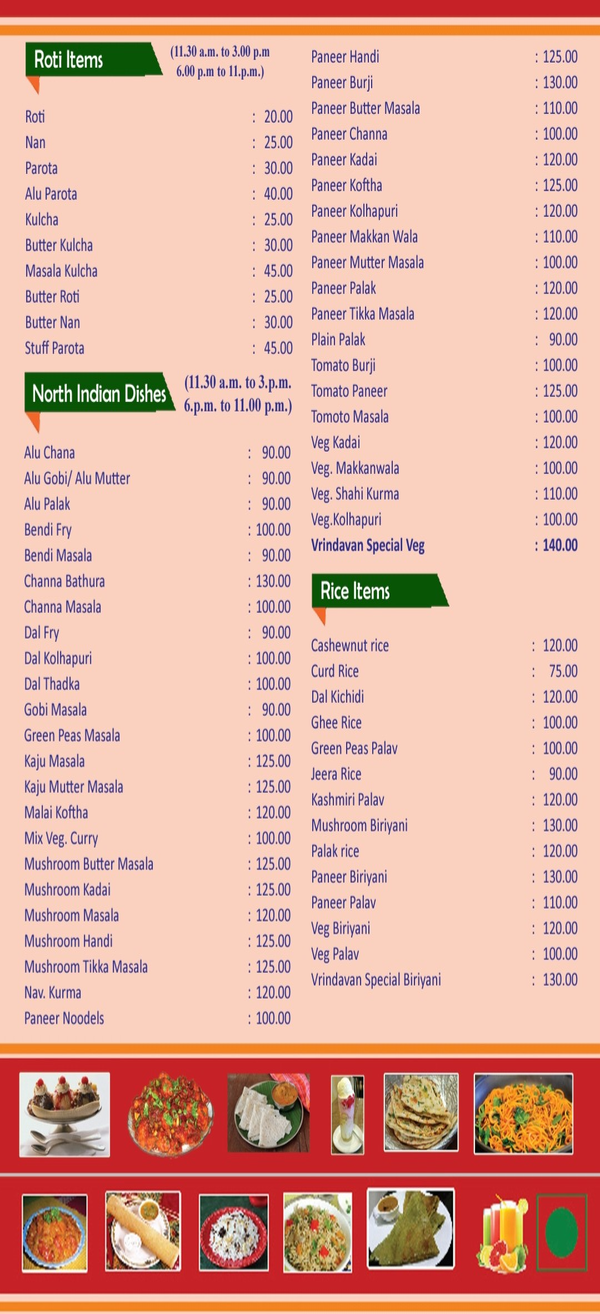 Roti Items
(11.30 a.m. to 3.00 p.m
6.00 p.m to 11.p.m.)
Roti : 20.00
Nan : 25.00
Parota : 30.00
Alu Parota : 40.00
Kulcha : 25.00
Butter Kulcha : 30.00
Masala Kulcha : 45.00
Butter Roti : 25.00
Butter Nan : 30.00
Stuff Parota : 45.00
North Indian Dishes
(11.30 a.m. to 3.p.m.
6.p.m. to 11.00 p.m.)
Alu Chana : 90.00
Alu Gobi/ Alu Mutter : 90.00
Alu Palak : 90.00
Bendi Fry : 100.00
Bendi Masala : 90.00
Channa Bathura : 130.00
Channa Masala : 100.00
Dal Fry : 90.00
Dal Kolhapuri : 100.00
Dal Thadka : 100.00
Gobi Masala : 90.00
Green Peas Masala : 100.00
Kaju Masala : 125.00
Kaju Mutter Masala : 125.00
Malai Koftha : 120.00
Mix Veg. Curry : 100.00
Mushroom Butter Masala : 125.00
Mushroom Kadai : 125.00
Mushroom Masala : 120.00
Mushroom Handi : 125.00
Mushroom Tikka Masala : 125.00
Nav. Kurma : 120.00
Paneer Noodels : 100.00
Paneer Handi : 125.00
Paneer Burji : 130.00
Paneer Butter Masala : 110.00
Paneer Channa : 100.00
Paneer Kadai : 120.00
Paneer Koftha : 125.00
Paneer Kolhapuri : 120.00
Paneer Makkan Wala : 110.00
Paneer Mutter Masala : 100.00
Paneer Palak : 120.00
Paneer Tikka Masala : 120.00
Plain Palak : 90.00
Tomato Burji : 100.00
Tomato Paneer : 125.00
Tomoto Masala : 100.00
Veg Kadai : 120.00
Veg. Makkanwala : 100.00
Veg. Shahi Kurma : 110.00
Veg.Kolhapuri : 100.00
Vrindavan Special Veg : 140.00
Rice Items
Cashewnut rice : 120.00
Curd Rice : 75.00
Dal Kichidi : 120.00
Ghee Rice : 100.00
Green Peas Palav : 100.00
Jeera Rice : 90.00
Kashmiri Palav : 120.00
Mushroom Biriyani : 130.00
Palak rice : 120.00
Paneer Biriyani : 130.00
Paneer Palav : 110.00
Veg Biriyani : 120.00
Veg Palav : 100.00
Vrindavan Special Biriyani : 130.00